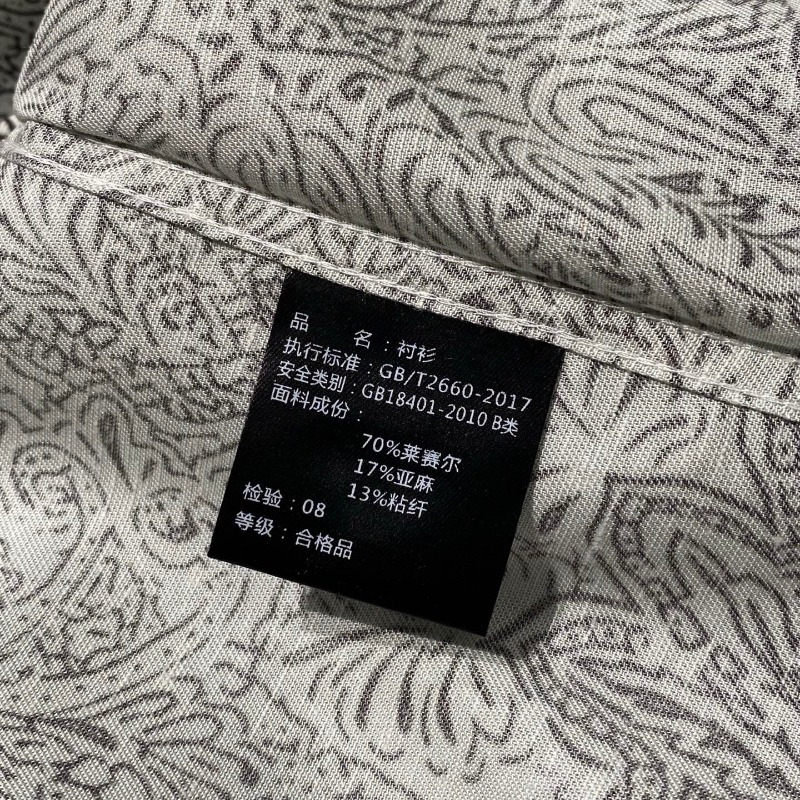 品 名：衬衫
执行标准：GB/T2660-2017
安全类别：GB18401-2010 B类
面料成份：
70%莱赛尔
17%亚麻
13%粘纤
检验：08
等级：合格品